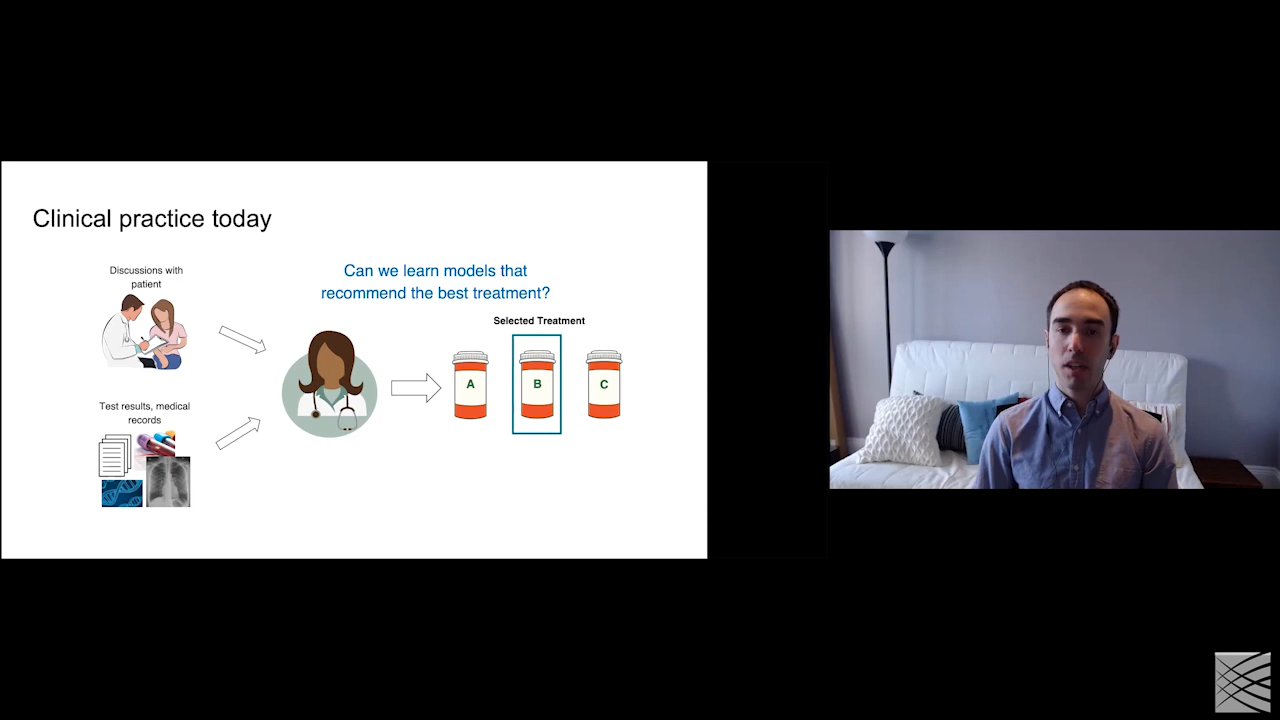 Clinical practice today
Discussions with
patient
Can we learn models that
recommend the best treatment?
Selected Treatment
A
B
C
Test results, medical
records